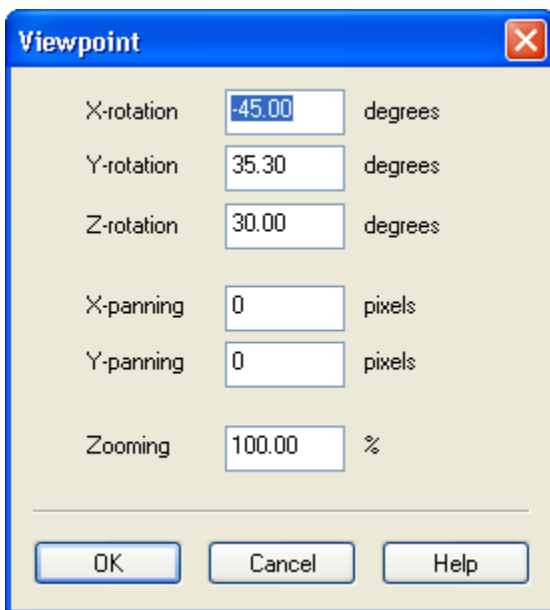 Viewpoint
X-rotation -45.00 degrees
Y-rotation 35.30 degrees
Z-rotation 30.00 degrees
X-panning 0 pixels
Y-panning 0 pixels
Zooming 100.00 %
OK Cancel Help